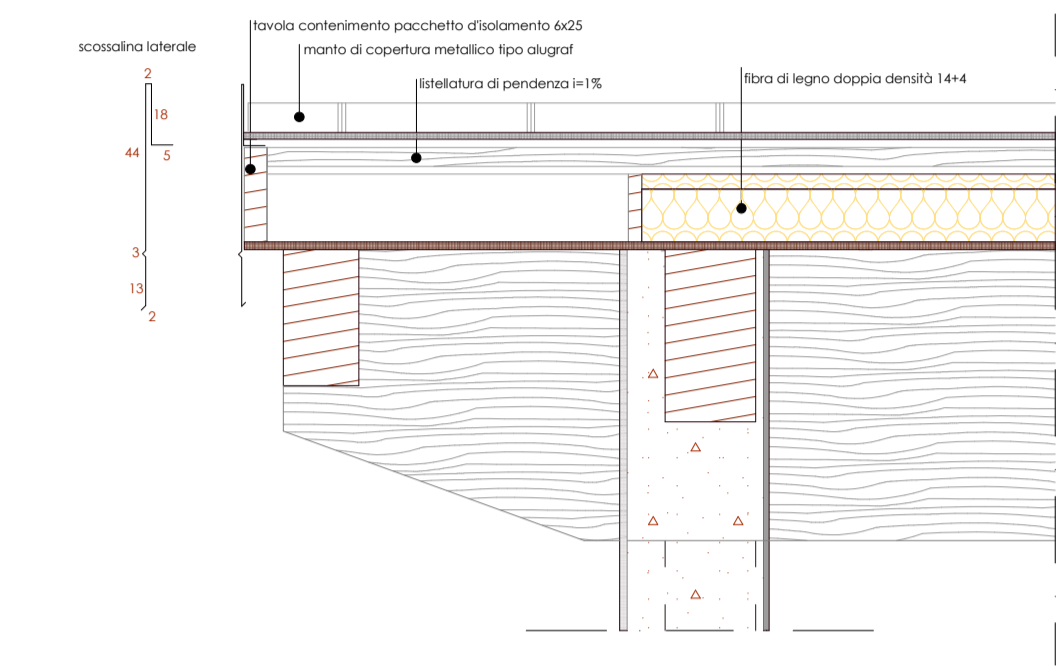 tavola contenimento pacchetto d'isolamento 6x25
scossalina laterale
manto di copertura metallico tipo alugraf
2
listellatura di pendenza i=1%
fibra di legno doppia densità 14+4
18
44
5
3
13
2